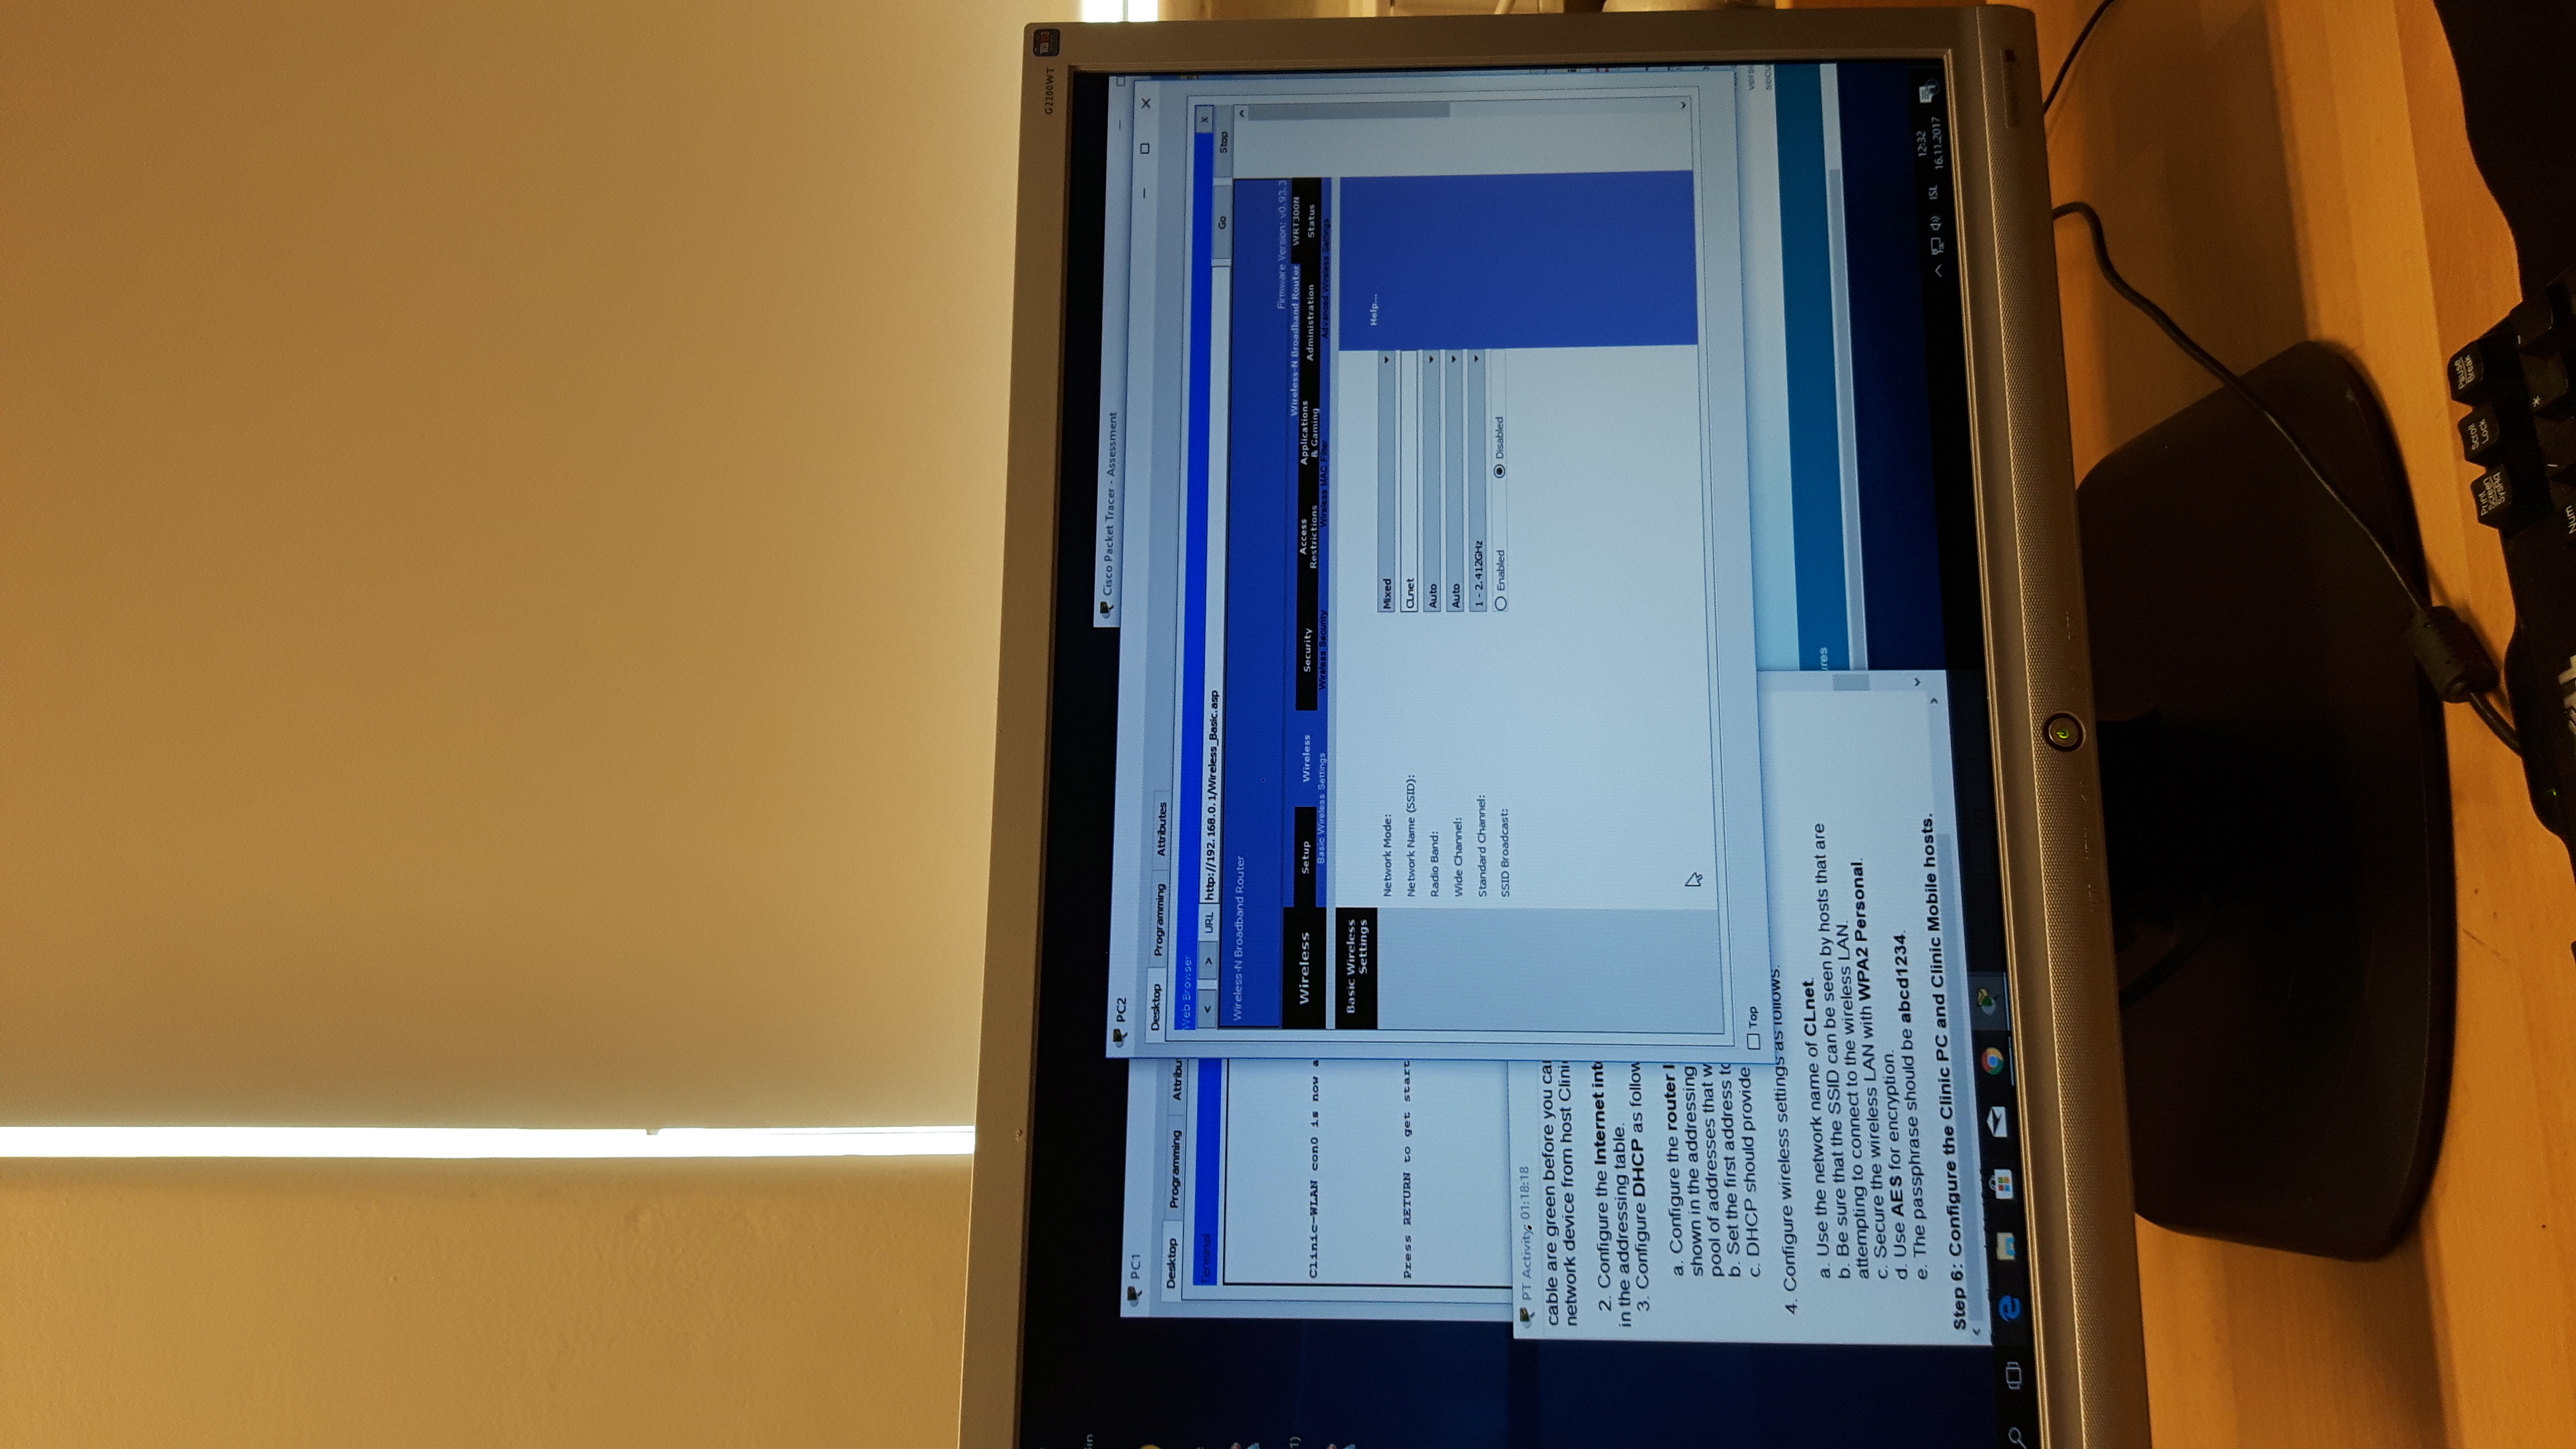 G2200WT
in
1)
Cisco Packet Tracer - Assessment
PC1
Desktop Programming
Terminal
Clinic-WLAN con0 is now
Press RETURN to get start
PC2
Desktop Programming Attributes
Web Browser
< > URL http://192.168.0.1/Wireless_Basic.asp Go Stop
X
Wireless-N Broadband Router
Firmware Version: v0.93.3
Wireless-N Broadband Router WRT300N
Wireless
Setup Wireless Security Access Restrictions Applications & Gaming Administration Status
Basic Wireless Settings Wireless Security Wireless MAC Filter Advanced Wireless Settings
Basic Wireless
Settings
Help...
Network Mode: Mixed
Network Name (SSID): CLnet
Radio Band: Auto
Wide Channel: Auto
Standard Channel: 1 - 2.412GHz
SSID Broadcast: Enabled Disabled
Top
PT Activity: 01:18:18
cable are green before you
network device from host
2. Configure the Internet
in the addressing table.
3. Configure DHCP as
a. Configure the router
shown in the addressing
pool of addresses that
b. Set the first address
c. DHCP should provide
4. Configure wireless settings as follows:
a. Use the network name of CLnet.
b. Be sure that the SSID can be seen by hosts that are
attempting to connect to the wireless LAN.
c. Secure the wireless LAN with WPA2 Personal.
d. Use AES for encryption.
e. The passphrase should be abcd1234.
Step 6: Configure the Clinic PC and Clinic Mobile hosts.
ures
ISL
12:32
16.11.2017
Print Screen SysRq
Scroll Lock
Pause Break
Num
/
*
-